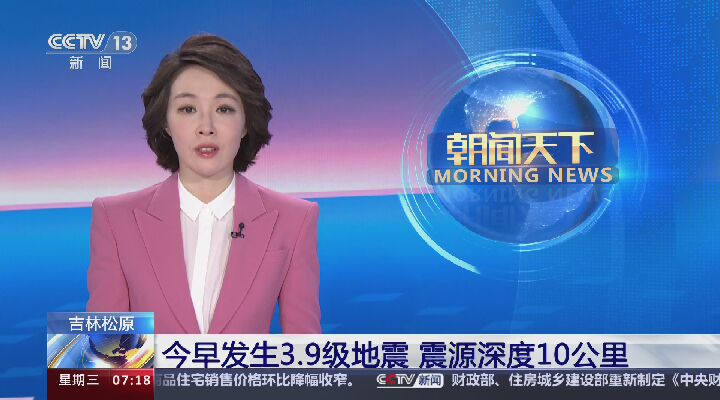 CCTV 13
新闻
朝闻天下
MORNING NEWS
吉林松原
今早发生3.9级地震 震源深度10公里
星期三 07:18 品住宅销售价格环比降幅收窄。 CCTV新闻 财政部、住房城乡建设部重新制定《中央财